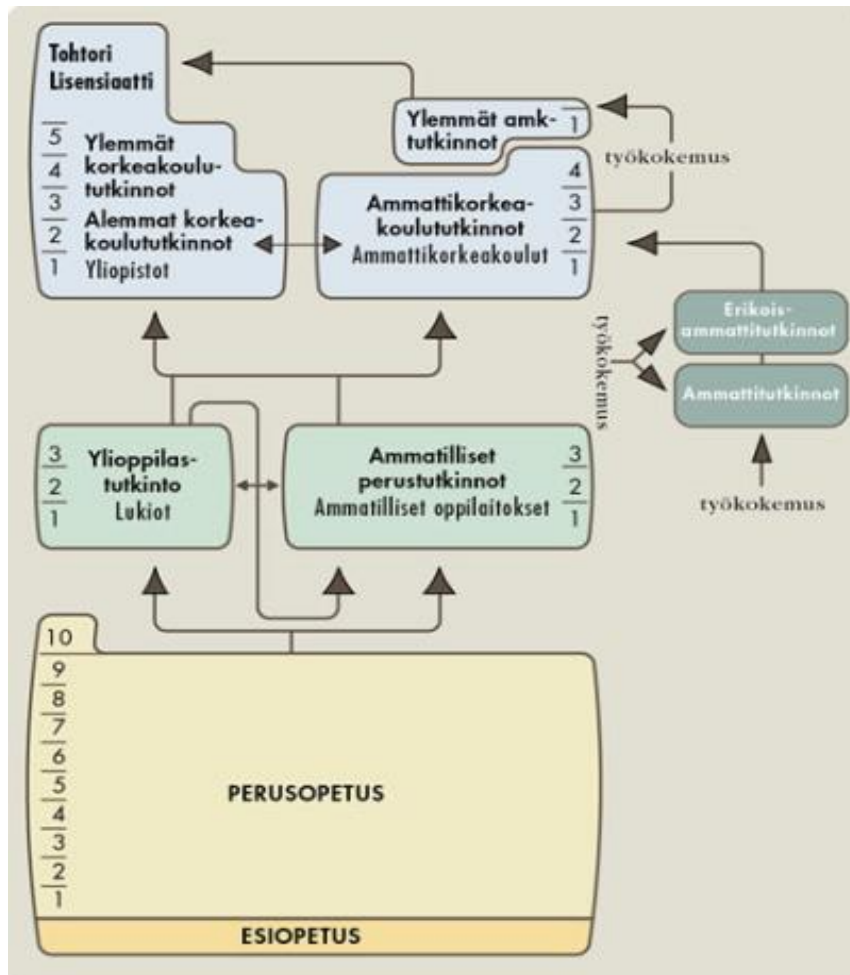 Tohtori
Lisensiaatti
5
4
3
2
1
Ylemmät
korkeakoulu-
tutkinnot
Alemmat korkea-
koulututkinnot
Yliopistot
Ylemmät amk-
tutkinnot
1
työkokemus
Ammattikorkea-
koulututkinnot
Ammattikorkeakoulut
4
3
2
1
Erikois-
ammattitutkinnot
Ammattitutkinnot
työkokemus
työkokemus
3
2
1
Ylioppilas-
tutkinto
Lukiot
Ammatilliset
perustutkinnot
Ammatilliset oppilaitokset
3
2
1
10
9
8
7
6
5
4
3
2
1
PERUSOPETUS
ESIOPETUS